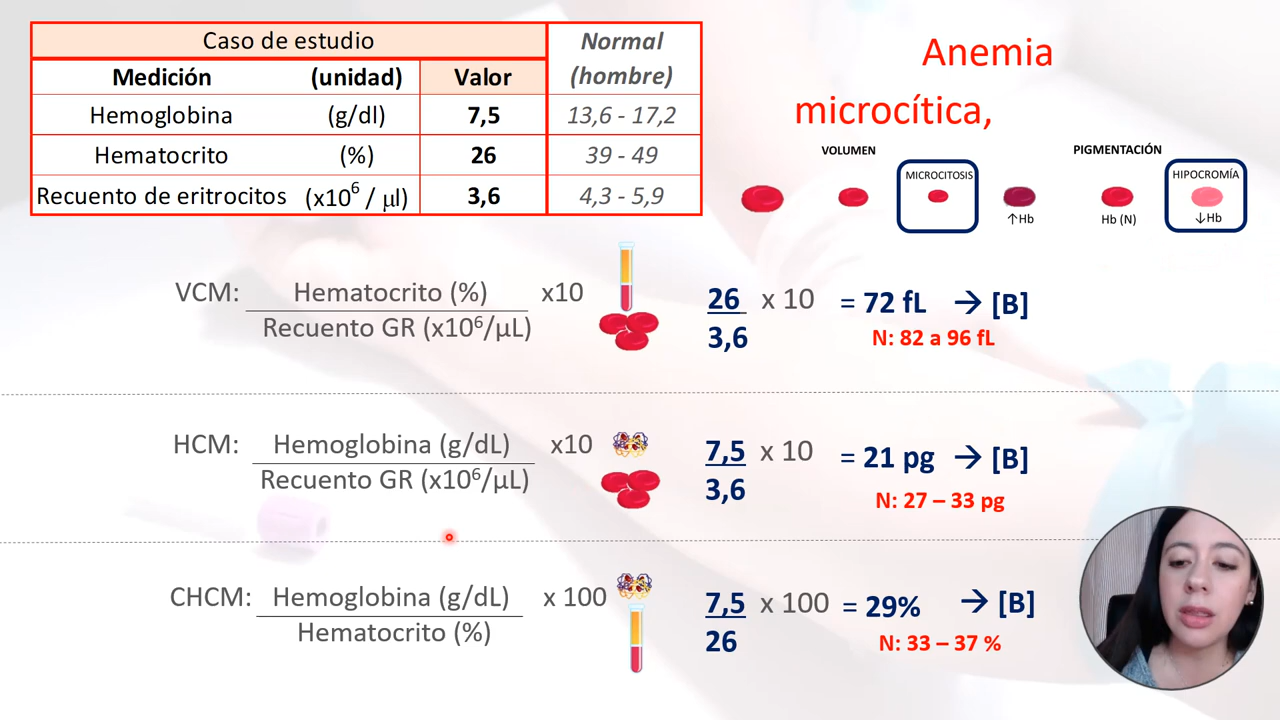 Caso de estudio
Normal
(hombre)
Medición (unidad) Valor
Hemoglobina (g/dl) 7,5 13,6 - 17,2
Hematocrito (%) 26 39 - 49
Recuento de eritrocitos (x10⁶ / µl) 3,6 4,3 - 5,9
Anemia
microcítica,
VOLUMEN
PIGMENTACIÓN
MICROCITOSIS
HIPOCROMÍA
↑Hb
Hb (N)
↓Hb
VCM: Hematocrito (%) x10
Recuento GR (x10⁶/µL)
26 x 10 = 72 fL → [B]
3,6
N: 82 a 96 fL
HCM: Hemoglobina (g/dL) x10
Recuento GR (x10⁶/µL)
7,5 x 10 = 21 pg → [B]
3,6
N: 27 – 33 pg
CHCM: Hemoglobina (g/dL) x 100
Hematocrito (%)
7,5 x 100 = 29% → [B]
26
N: 33 – 37 %